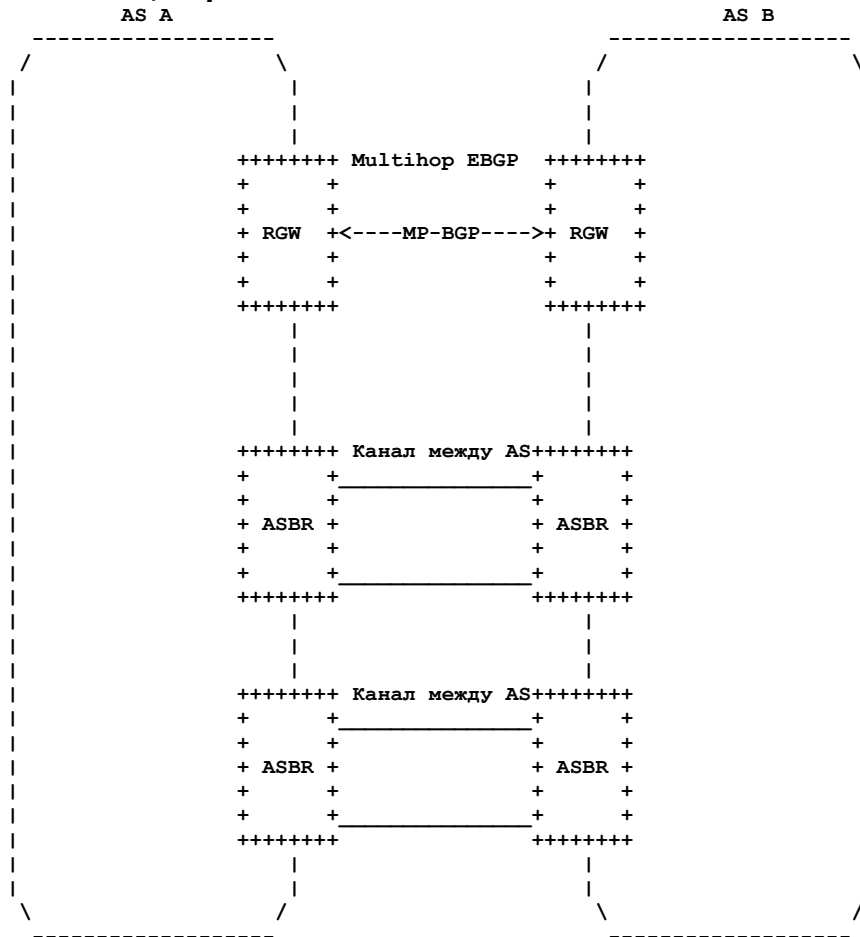 AS A AS B
Multihop EBGP
RGW <----MP-BGP----> RGW
Канал между AS
ASBR ASBR
Канал между AS
ASBR ASBR